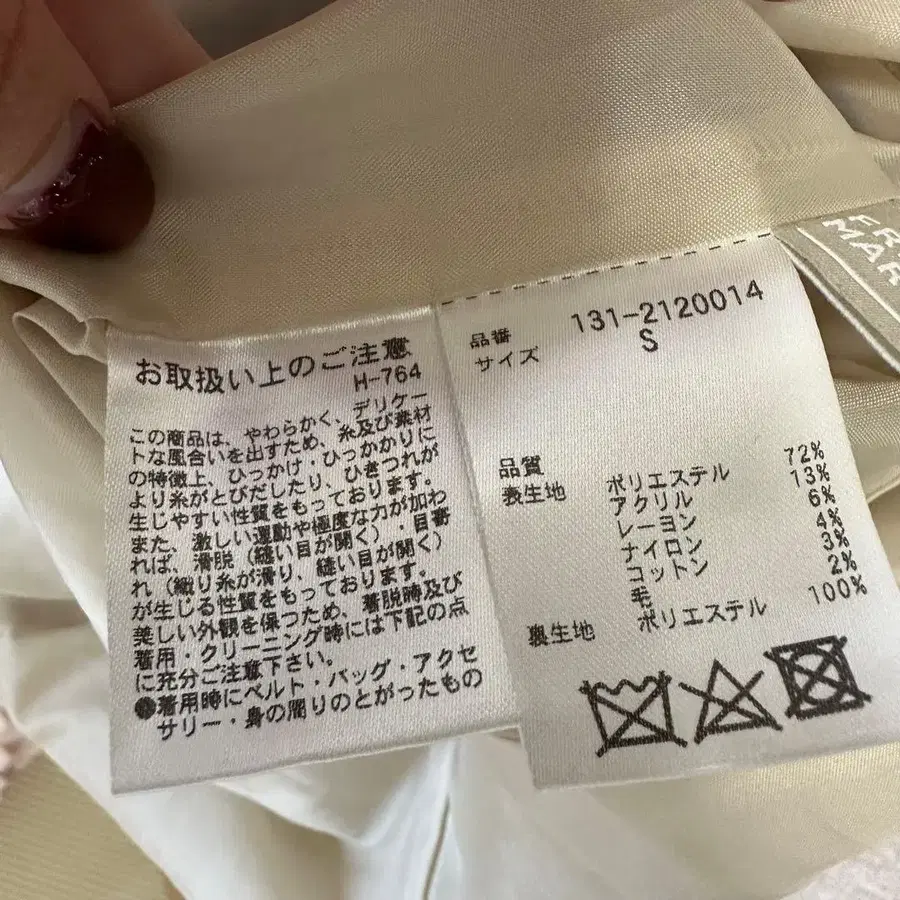 お取扱い上のご注意
H-764
この商品は、やわらかく、デリケー
トな風合いを出すため、糸及び素材
の特徴上、ひっかけ・ひっかかりに
より糸がとびだしたり、ひきつれが
生じやすい性質をもっております。
また、激しい運動や極度な力が加わ
れば、滑脱（縫い目が開く）・目寄
れ（織り糸が滑り、縫い目が開く）
が生じる性質をもっております。
美しい外観を保つため、着脱時及び
着用・クリーニング時には下記の点
に充分ご注意下さい。
●着用時にベルト・バッグ・アクセ
サリー・身の周りのとがったもの
品番 131-2120014
サイズ S
品質
表生地 ポリエステル 72%
アクリル 13%
レーヨン 6%
ナイロン 4%
コットン 3%
毛 2%
裏生地 ポリエステル 100%
FR
MAR